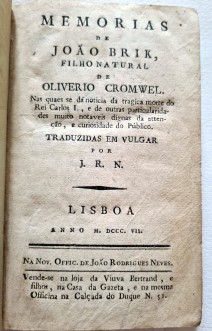 MEMORIAS
DE
JOÃO BRIK,
FILHO NATURAL
DE
OLIVERIO CROMWEL.
Nas quaes se dá noticia da tragica morte do
Rei Carlos I., e de outras particularida-
des muito notaveis dignas da atten-
ção, e curiosidade do Público.
TRADUZIDAS EM VULGAR
POR
J. R. N.
LISBOA
ANNO M. DCCC. VII.
NA NOV. OFFIC. DE JOÃO RODRIGUES NEVES.
Vende-se na loja da Viuva Bertrand, e
filhos, na Casa da Gazeta, e na mesma
Officina na Calçada do Duque N. 51.